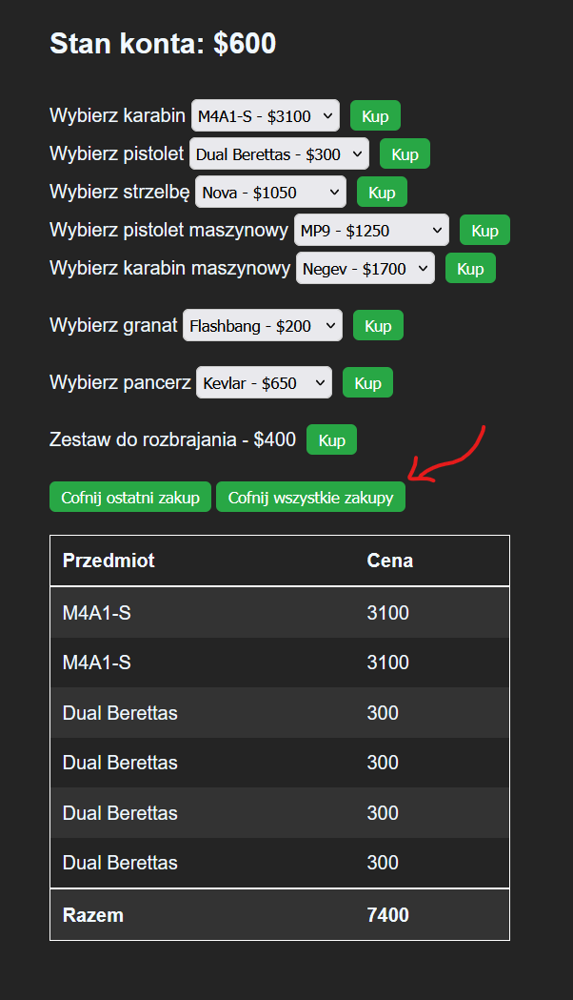 Stan konta: $600
Wybierz karabin M4A1-S - $3100 Kup
Wybierz pistolet Dual Berettas - $300 Kup
Wybierz strzelbę Nova - $1050 Kup
Wybierz pistolet maszynowy MP9 - $1250 Kup
Wybierz karabin maszynowy Negev - $1700 Kup
Wybierz granat Flashbang - $200 Kup
Wybierz pancerz Kevlar - $650 Kup
Zestaw do rozbrajania - $400 Kup
Cofnij ostatni zakup Cofnij wszystkie zakupy
Przedmiot Cena
M4A1-S 3100
M4A1-S 3100
Dual Berettas 300
Dual Berettas 300
Dual Berettas 300
Dual Berettas 300
Razem 7400